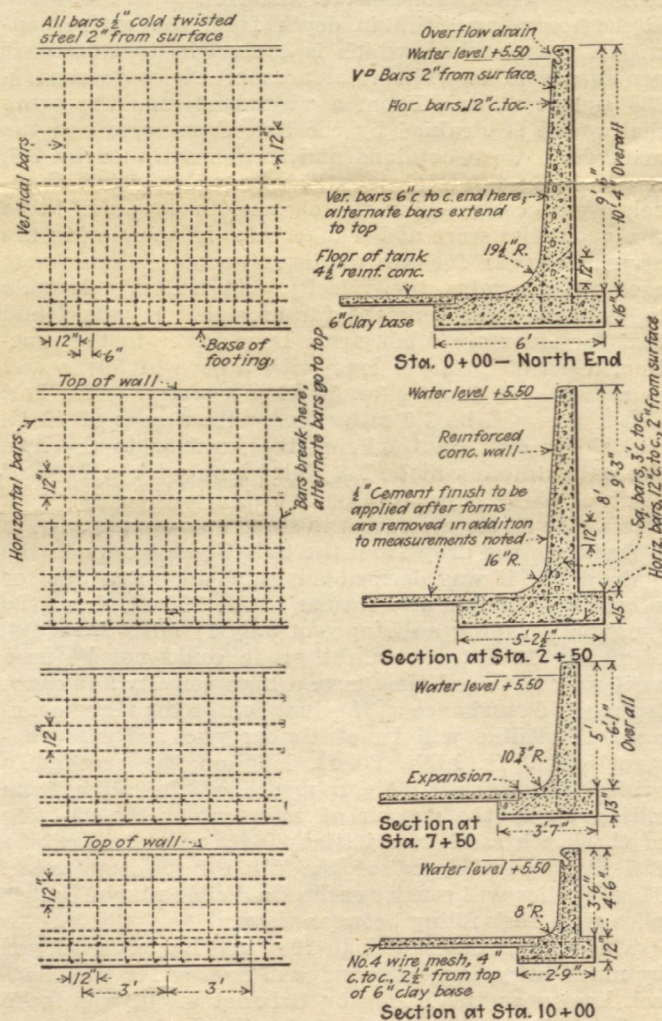 All bars ½" cold twisted
steel 2" from surface
Vertical bars
12"
12"
6"
Base of
footing
Overflow drain
Water level +5.50
V▫ Bars 2" from surface
Hor bars 12" c. to c.
Ver. bars 6" c to c. end here,
alternate bars extend
to top
Floor of tank
4½" reinf. conc.
19½" R.
6" Clay base
12"
9'-6"
10'-4" Overall
16"
6'
Sta. 0+00 — North End
Top of wall
Horizontal bars
12"
Bars break here,
alternate bars go to top
Water level +5.50
Reinforced
conc. wall
½" Cement finish to be
applied after forms
are removed in addition
to measurements noted
16" R.
12"
8'
9'-3"
15"
Sq. bars, 3' c. to c.
Horiz. bars, 12" c. to c., 2" from surface
5'-2½"
Section at Sta. 2+50
12"
Water level +5.50
10¾" R.
Expansion
5'
6'-1"
Over all
13"
3'-7"
Section at
Sta. 7+50
Top of wall
12"
12"
3'
3'
Water level +5.50
8" R.
3'-6"
4'-6"
12"
2'-9"
No. 4 wire mesh, 4"
c. to c., 2½" from top
of 6" clay base
Section at Sta. 10+00